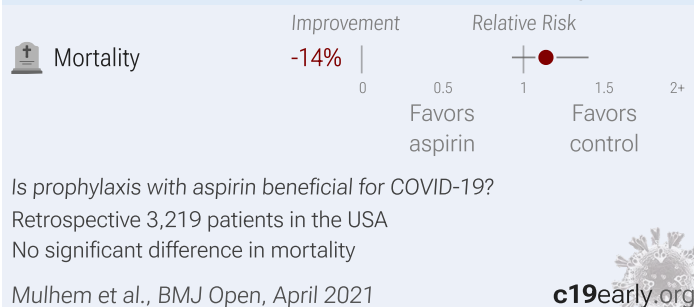 Improvement Relative Risk
Mortality -14%
0 0.5 1 1.5 2+
Favors Favors
aspirin control
Is prophylaxis with aspirin beneficial for COVID-19?
Retrospective 3,219 patients in the USA
No significant difference in mortality
Mulhem et al., BMJ Open, April 2021 c19early.org